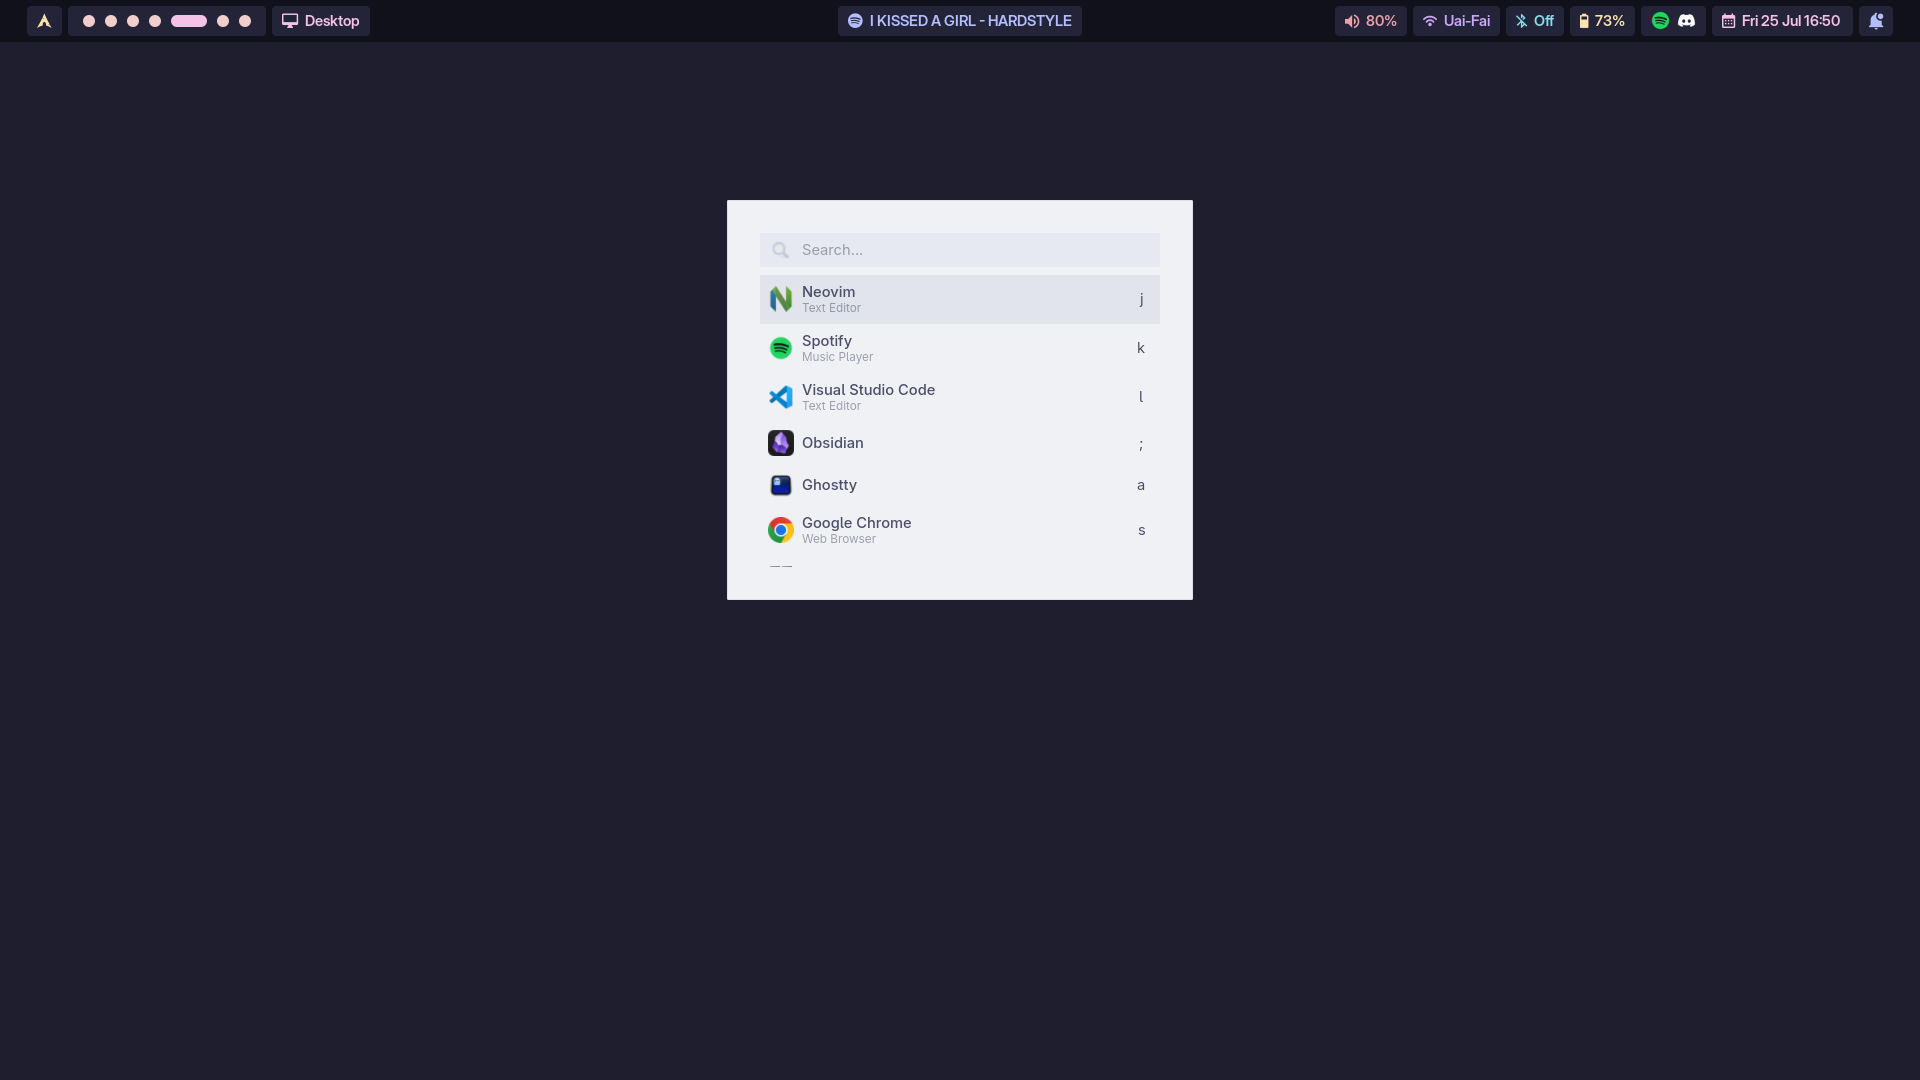 Desktop
I KISSED A GIRL - HARDSTYLE
80%
Uai-Fai
Off
73%
Fri 25 Jul 16:50
Search...
Neovim
Text Editor
j
Spotify
Music Player
k
Visual Studio Code
Text Editor
l
Obsidian
;
Ghostty
a
Google Chrome
Web Browser
s